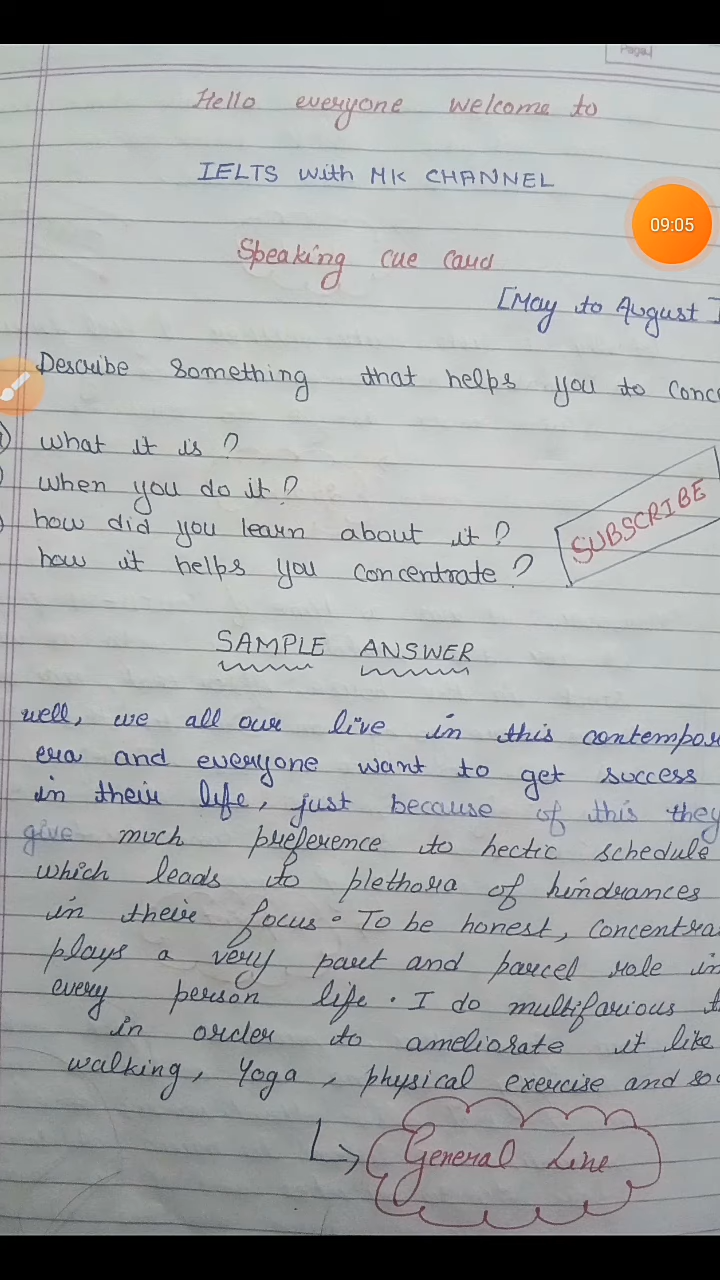 Page
Hello everyone welcome to
IELTS with MK CHANNEL
09:05
Speaking cue card
[May to August]
Describe something that helps you to conc
what it is?
when you do it?
how did you learn about it?
how it helps you concentrate?
SUBSCRIBE
SAMPLE ANSWER
well, we all our live in this contempor
era and everyone want to get success
in their life, just because of this they
give much preference to hectic schedule
which leads to plethora of hindrances
in their focus. To be honest, concentra
plays a very part and parcel role in
every person life. I do multifarious t
in order to ameliorate it like
walking, Yoga, physical exercise and so
General Line